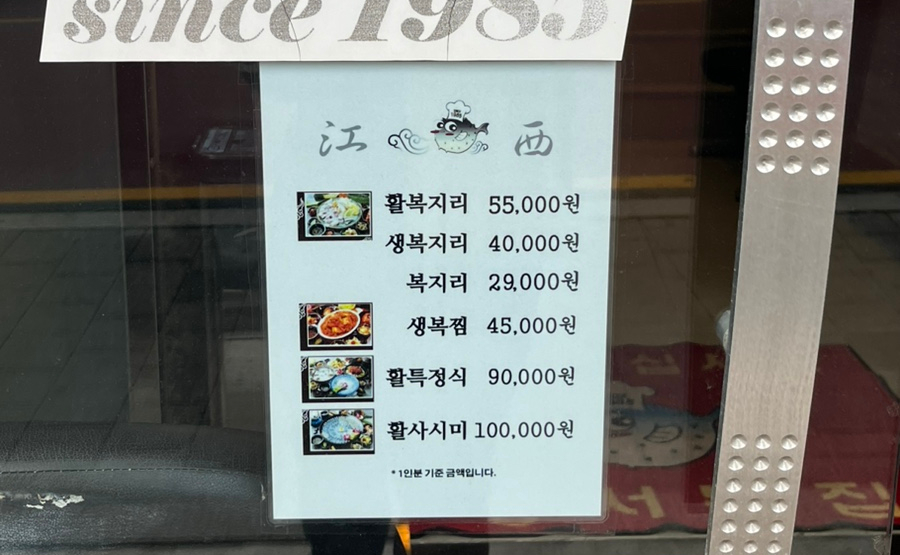 since 1985
江 西
활복지리 55,000원
생복지리 40,000원
복지리 29,000원
생복찜 45,000원
활특정식 90,000원
활사시미 100,000원
* 1인분 기준 금액입니다.